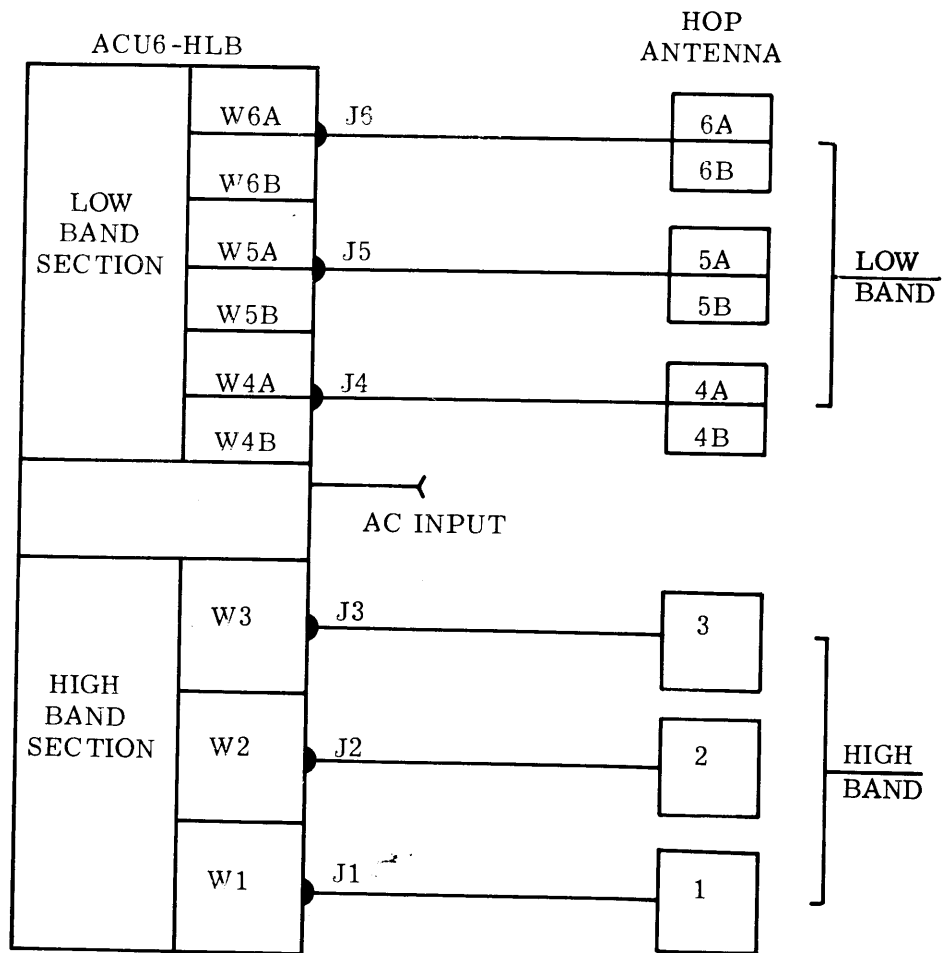 HOP
ANTENNA
ACU6-HLB
LOW
BAND
SECTION
W6A
W6B
W5A
W5B
W4A
W4B
J6
J5
J4
6A
6B
5A
5B
4A
4B
LOW
BAND
AC INPUT
HIGH
BAND
SECTION
W3
W2
W1
J3
J2
J1
3
2
1
HIGH
BAND